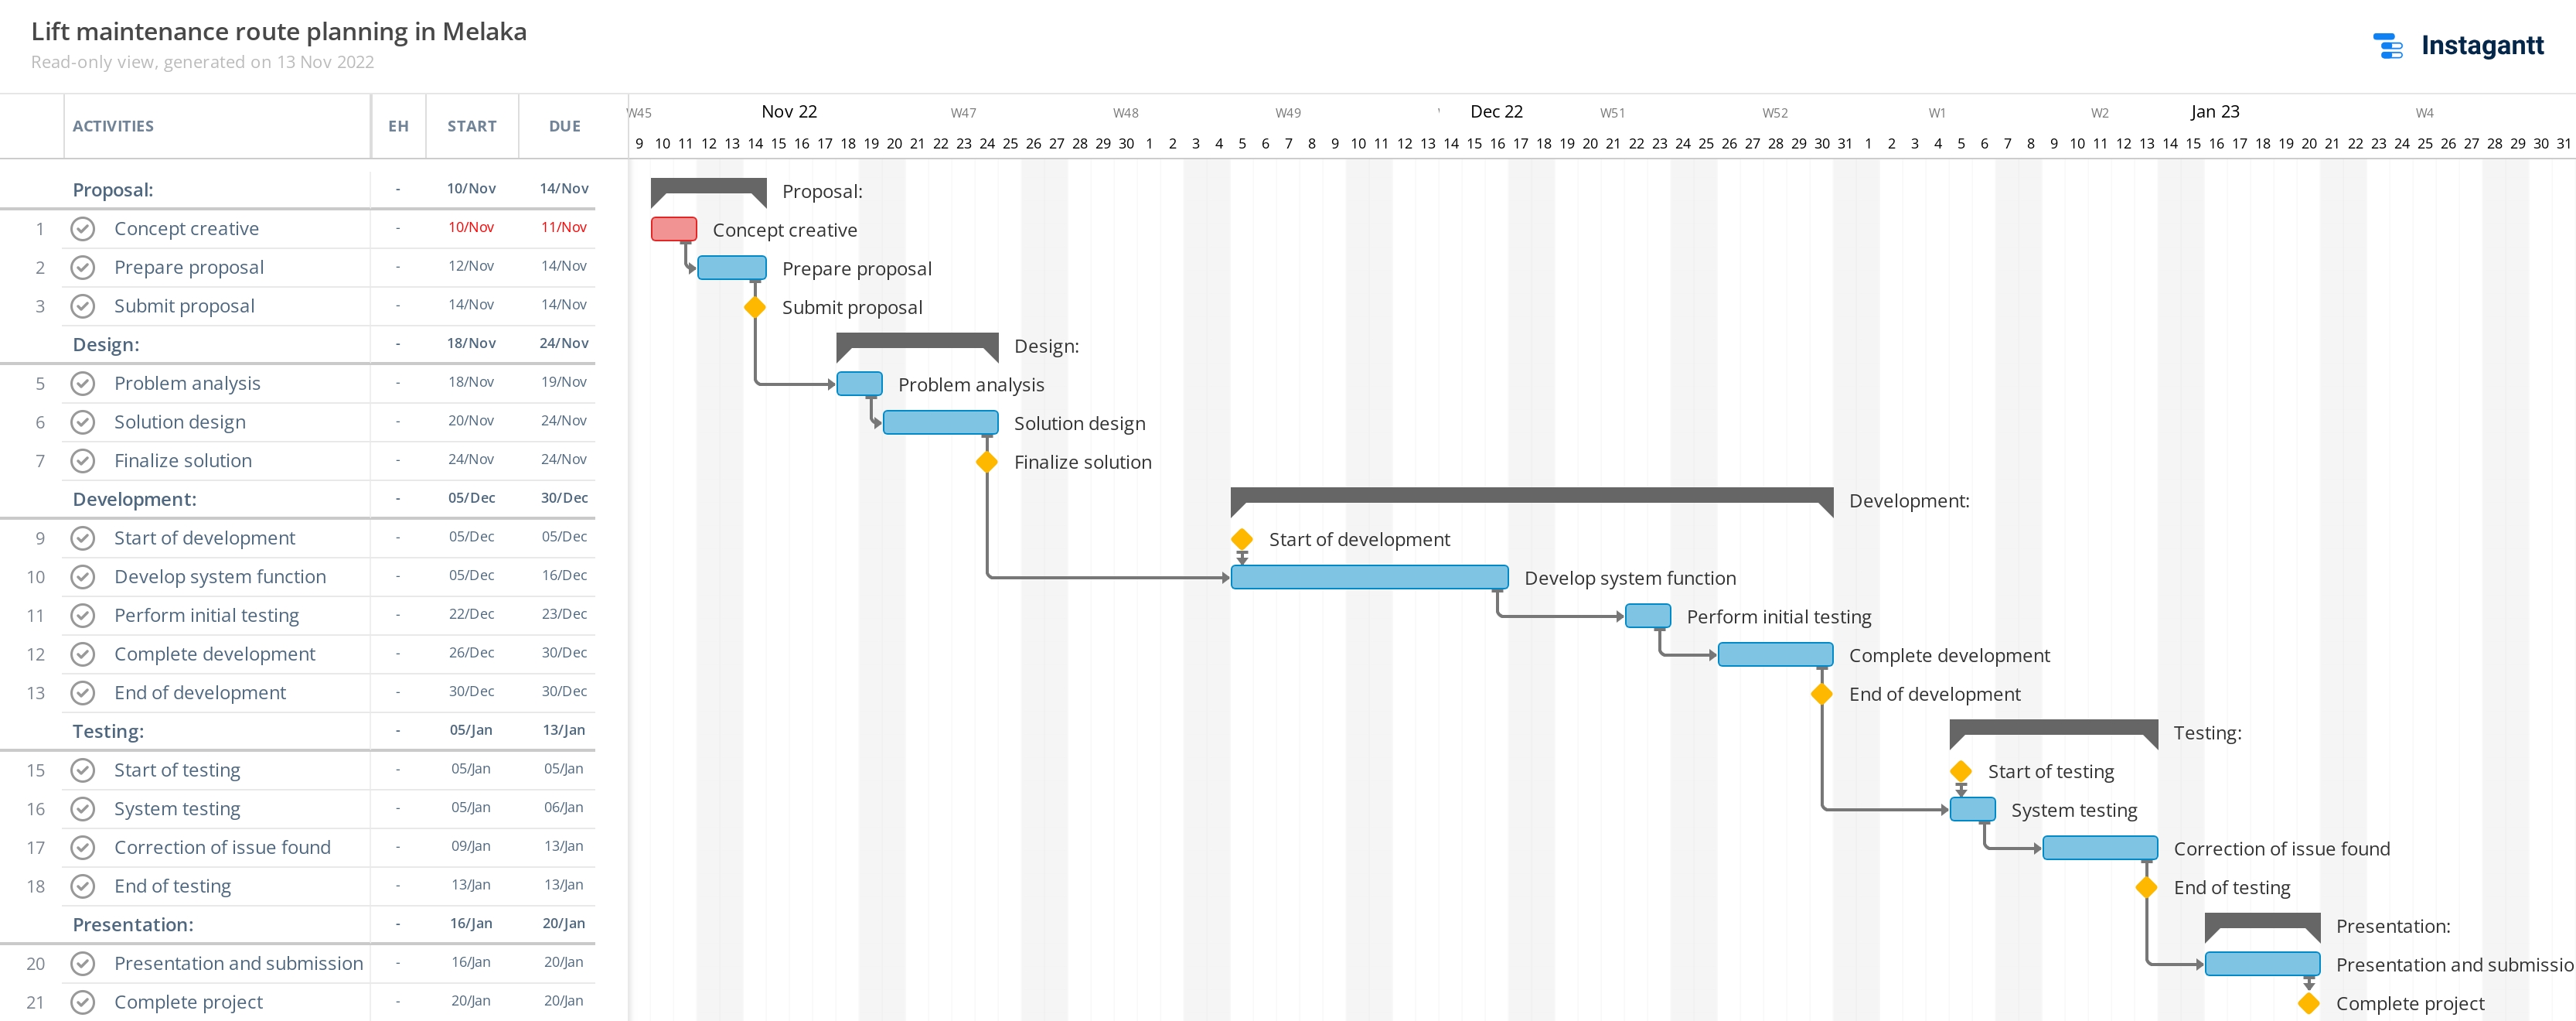 Lift maintenance route planning in Melaka
Read-only view, generated on 13 Nov 2022
Instagantt
ACTIVITIES EH START DUE
W45 Nov 22 W47 W48 W49 Dec 22 W51 W52 W1 W2 Jan 23 W4
9 10 11 12 13 14 15 16 17 18 19 20 21 22 23 24 25 26 27 28 29 30 1 2 3 4 5 6 7 8 9 10 11 12 13 14 15 16 17 18 19 20 21 22 23 24 25 26 27 28 29 30 31 1 2 3 4 5 6 7 8 9 10 11 12 13 14 15 16 17 18 19 20 21 22 23 24 25 26 27 28 29 30 31
Proposal: - 10/Nov 14/Nov Proposal:
1 Concept creative - 10/Nov 11/Nov Concept creative
2 Prepare proposal - 12/Nov 14/Nov Prepare proposal
3 Submit proposal - 14/Nov 14/Nov Submit proposal
Design: - 18/Nov 24/Nov Design:
5 Problem analysis - 18/Nov 19/Nov Problem analysis
6 Solution design - 20/Nov 24/Nov Solution design
7 Finalize solution - 24/Nov 24/Nov Finalize solution
Development: - 05/Dec 30/Dec Development:
9 Start of development - 05/Dec 05/Dec Start of development
10 Develop system function - 05/Dec 16/Dec Develop system function
11 Perform initial testing - 22/Dec 23/Dec Perform initial testing
12 Complete development - 26/Dec 30/Dec Complete development
13 End of development - 30/Dec 30/Dec End of development
Testing: - 05/Jan 13/Jan Testing:
15 Start of testing - 05/Jan 05/Jan Start of testing
16 System testing - 05/Jan 06/Jan System testing
17 Correction of issue found - 09/Jan 13/Jan Correction of issue found
18 End of testing - 13/Jan 13/Jan End of testing
Presentation: - 16/Jan 20/Jan Presentation:
20 Presentation and submission - 16/Jan 20/Jan Presentation and submissio
21 Complete project - 20/Jan 20/Jan Complete project